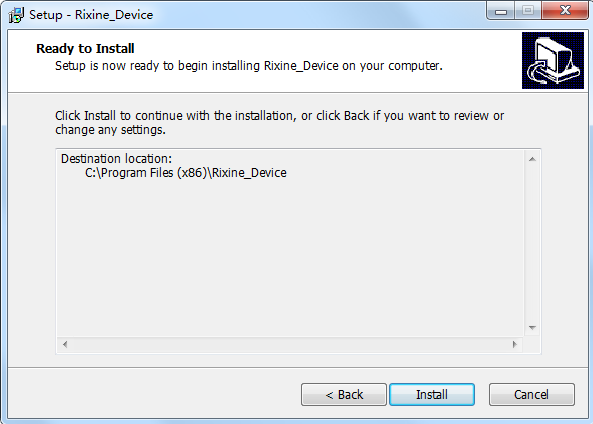 Setup - Rixine_Device
Ready to Install
Setup is now ready to begin installing Rixine_Device on your computer.
Click Install to continue with the installation, or click Back if you want to review or
change any settings.
Destination location:
C:\Program Files (x86)\Rixine_Device
< Back
Install
Cancel